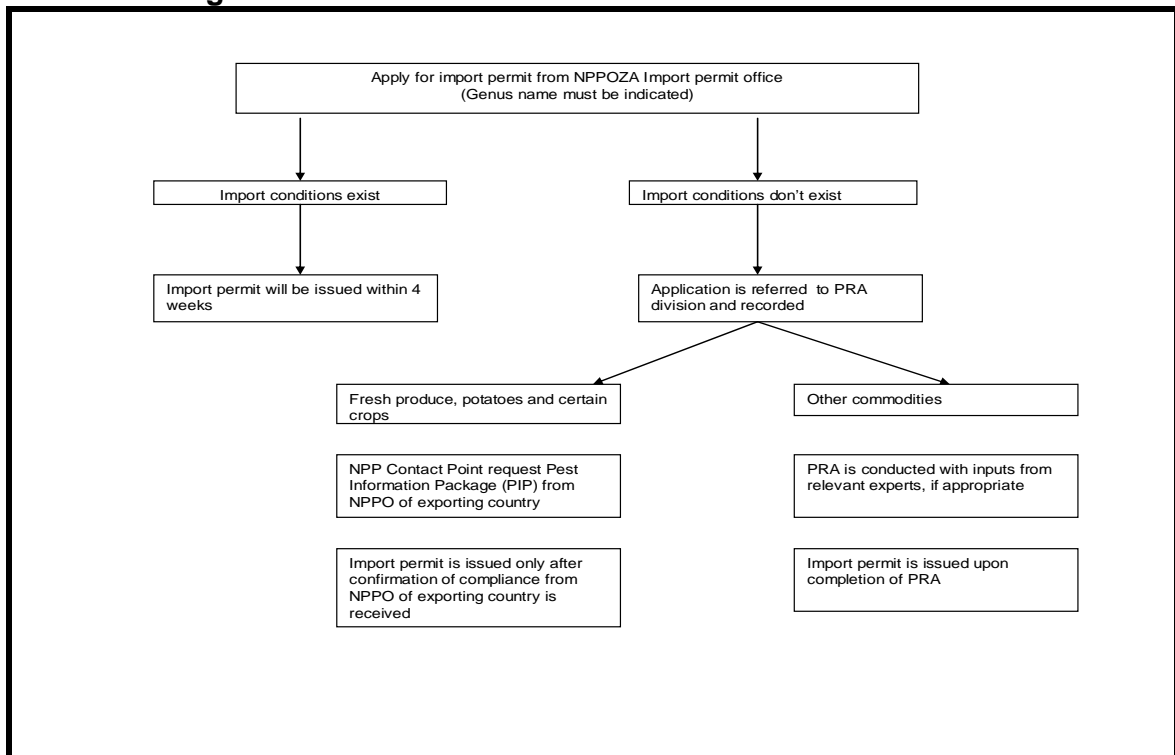 Apply for import permit from NPPOZA Import permit office
(Genus name must be indicated)
Import conditions exist
Import conditions don't exist
Import permit will be issued within 4
weeks
Application is referred to PRA
division and recorded
Fresh produce, potatoes and certain
crops
Other commodities
NPP Contact Point request Pest
Information Package (PIP) from
NPPO of exporting country
PRA is conducted with inputs from
relevant experts, if appropriate
Import permit is issued only after
confirmation of compliance from
NPPO of exporting country is
received
Import permit is issued upon
completion of PRA